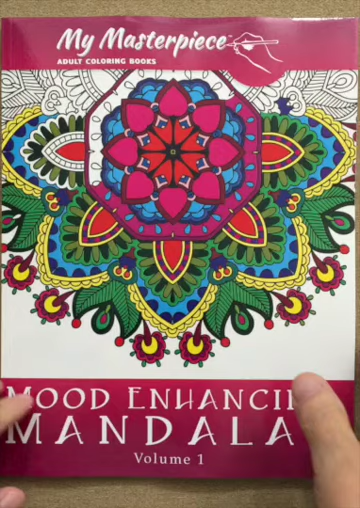 My Masterpiece
ADULT COLORING BOOKS
MOOD ENHANCI
MANDALA
Volume 1